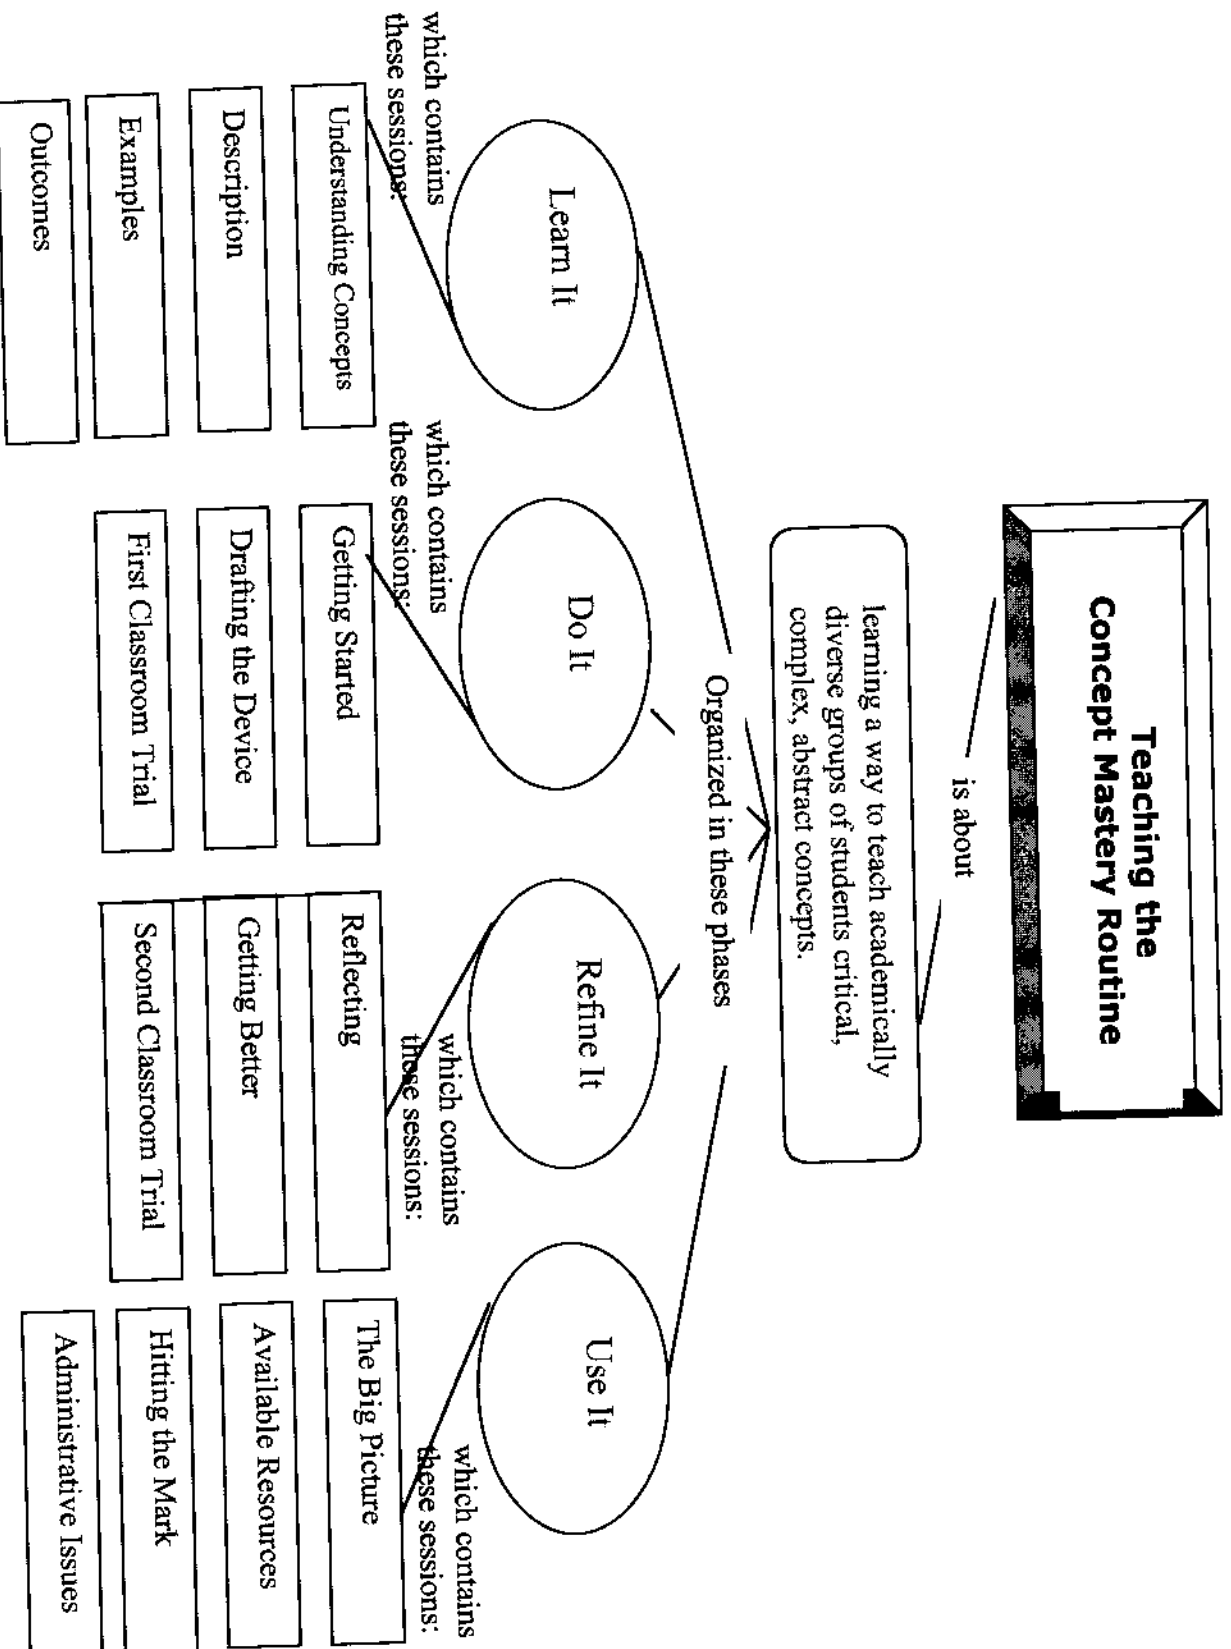 Teaching the
Concept Mastery Routine
is about
learning a way to teach academically
diverse groups of students critical,
complex, abstract concepts.
Organized in these phases
Learn It
which contains
these sessions:
Understanding Concepts
Description
Examples
Outcomes
Do It
which contains
these sessions:
Getting Started
Drafting the Device
First Classroom Trial
Refine It
which contains
these sessions:
Reflecting
Getting Better
Second Classroom Trial
Use It
which contains
these sessions:
The Big Picture
Available Resources
Hitting the Mark
Administrative Issues